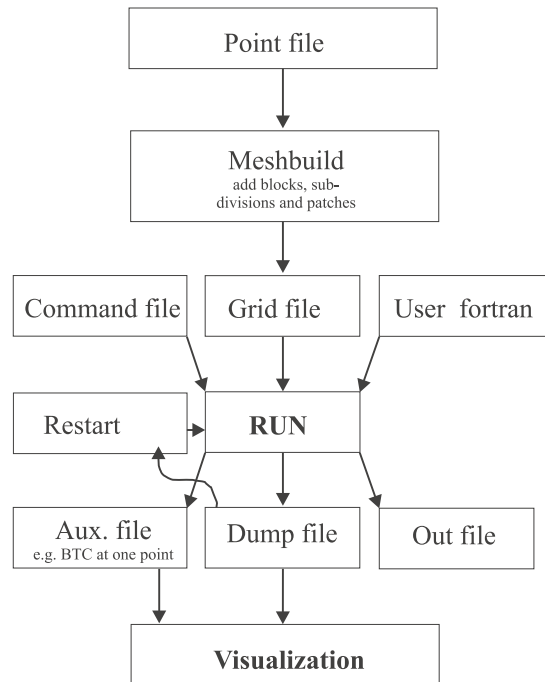 Point file
Meshbuild
add blocks, sub-
divisions and patches
Command file
Grid file
User fortran
Restart
RUN
Aux. file
e.g. BTC at one point
Dump file
Out file
Visualization